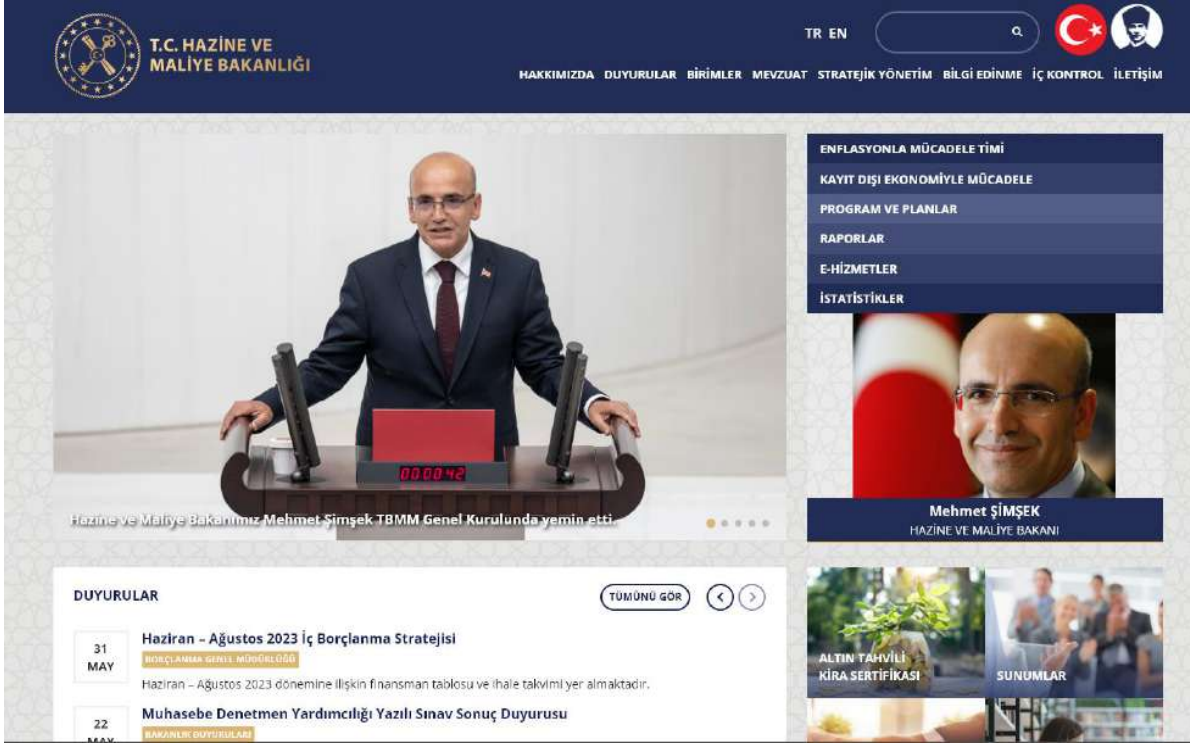 T.C. HAZİNE VE
MALİYE BAKANLIĞI
TR EN
HAKKIMIZDA DUYURULAR BİRİMLER MEVZUAT STRATEJİK YÖNETİM BİLGİ EDİNME İÇ KONTROL İLETİŞİM
00:00:42
Hazine ve Maliye Bakanımız Mehmet Şimşek TBMM Genel Kurulunda yemin etti.
ENFLASYONLA MÜCADELE TİMİ
KAYIT DIŞI EKONOMİYLE MÜCADELE
PROGRAM VE PLANLAR
RAPORLAR
E-HİZMETLER
İSTATİSTİKLER
Mehmet ŞİMŞEK
HAZİNE VE MALİYE BAKANI
DUYURULAR
TÜMÜNÜ GÖR
31
MAY
Haziran – Ağustos 2023 İç Borçlanma Stratejisi
BORÇLANMA GENEL MÜDÜRLÜĞÜ
Haziran – Ağustos 2023 dönemine ilişkin finansman tablosu ve ihale takvimi yer almaktadır.
22
MAY
Muhasebe Denetmen Yardımcılığı Yazılı Sınav Sonuç Duyurusu
BAKANLIK DUYURULARI
ALTIN TAHVİLİ
KİRA SERTİFİKASI
SUNUMLAR